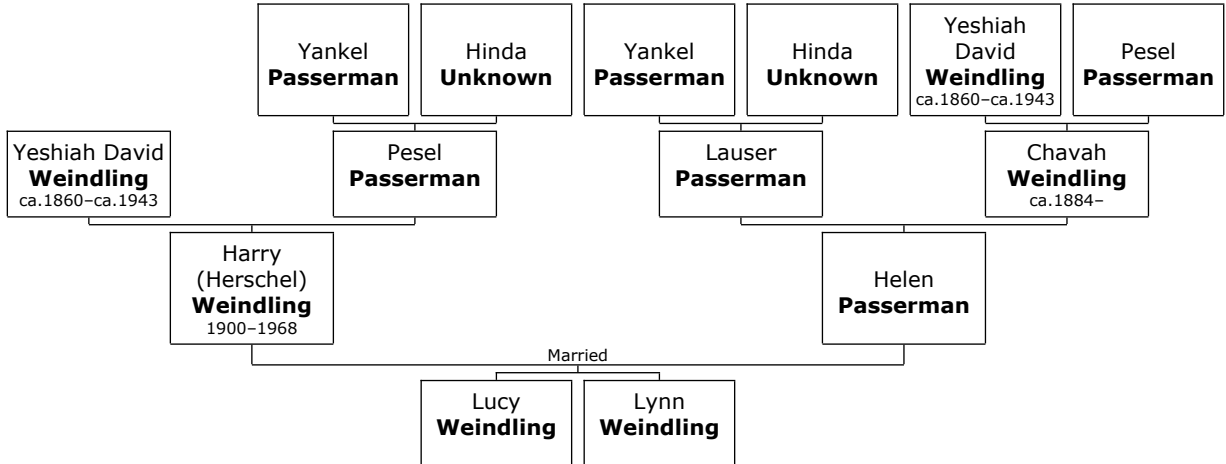 Yankel
Passerman
Hinda
Unknown
Yankel
Passerman
Hinda
Unknown
Yeshiah
David
Weindling
ca.1860–ca.1943
Pesel
Passerman
Yeshiah David
Weindling
ca.1860–ca.1943
Pesel
Passerman
Lauser
Passerman
Chavah
Weindling
ca.1884–
Harry
(Herschel)
Weindling
1900–1968
Helen
Passerman
Married
Lucy
Weindling
Lynn
Weindling